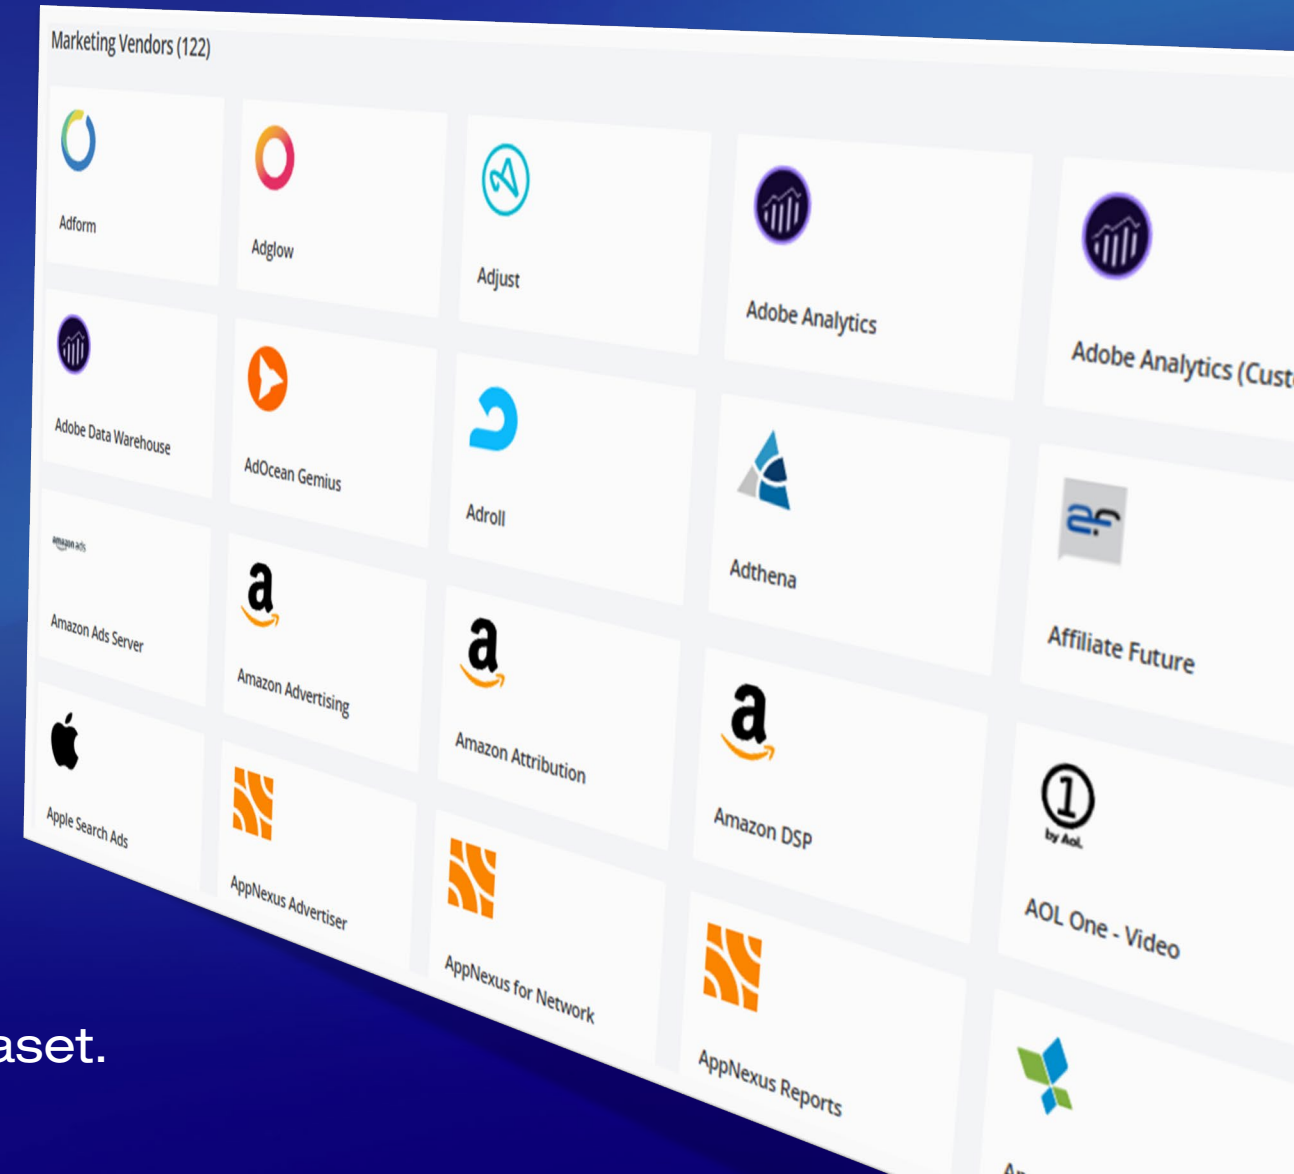 Marketing Vendors (122)
Adform
Adglow
Adjust
Adobe Analytics
Adobe Analytics (Cust
Adobe Data Warehouse
AdOcean Gemius
Adroll
Adthena
a.f
Affiliate Future
amazon ads
Amazon Ads Server
a
Amazon Advertising
a
Amazon Attribution
a
Amazon DSP
1
by Aol.
AOL One - Video
Apple Search Ads
AppNexus Advertiser
AppNexus for Network
AppNexus Reports
aset.